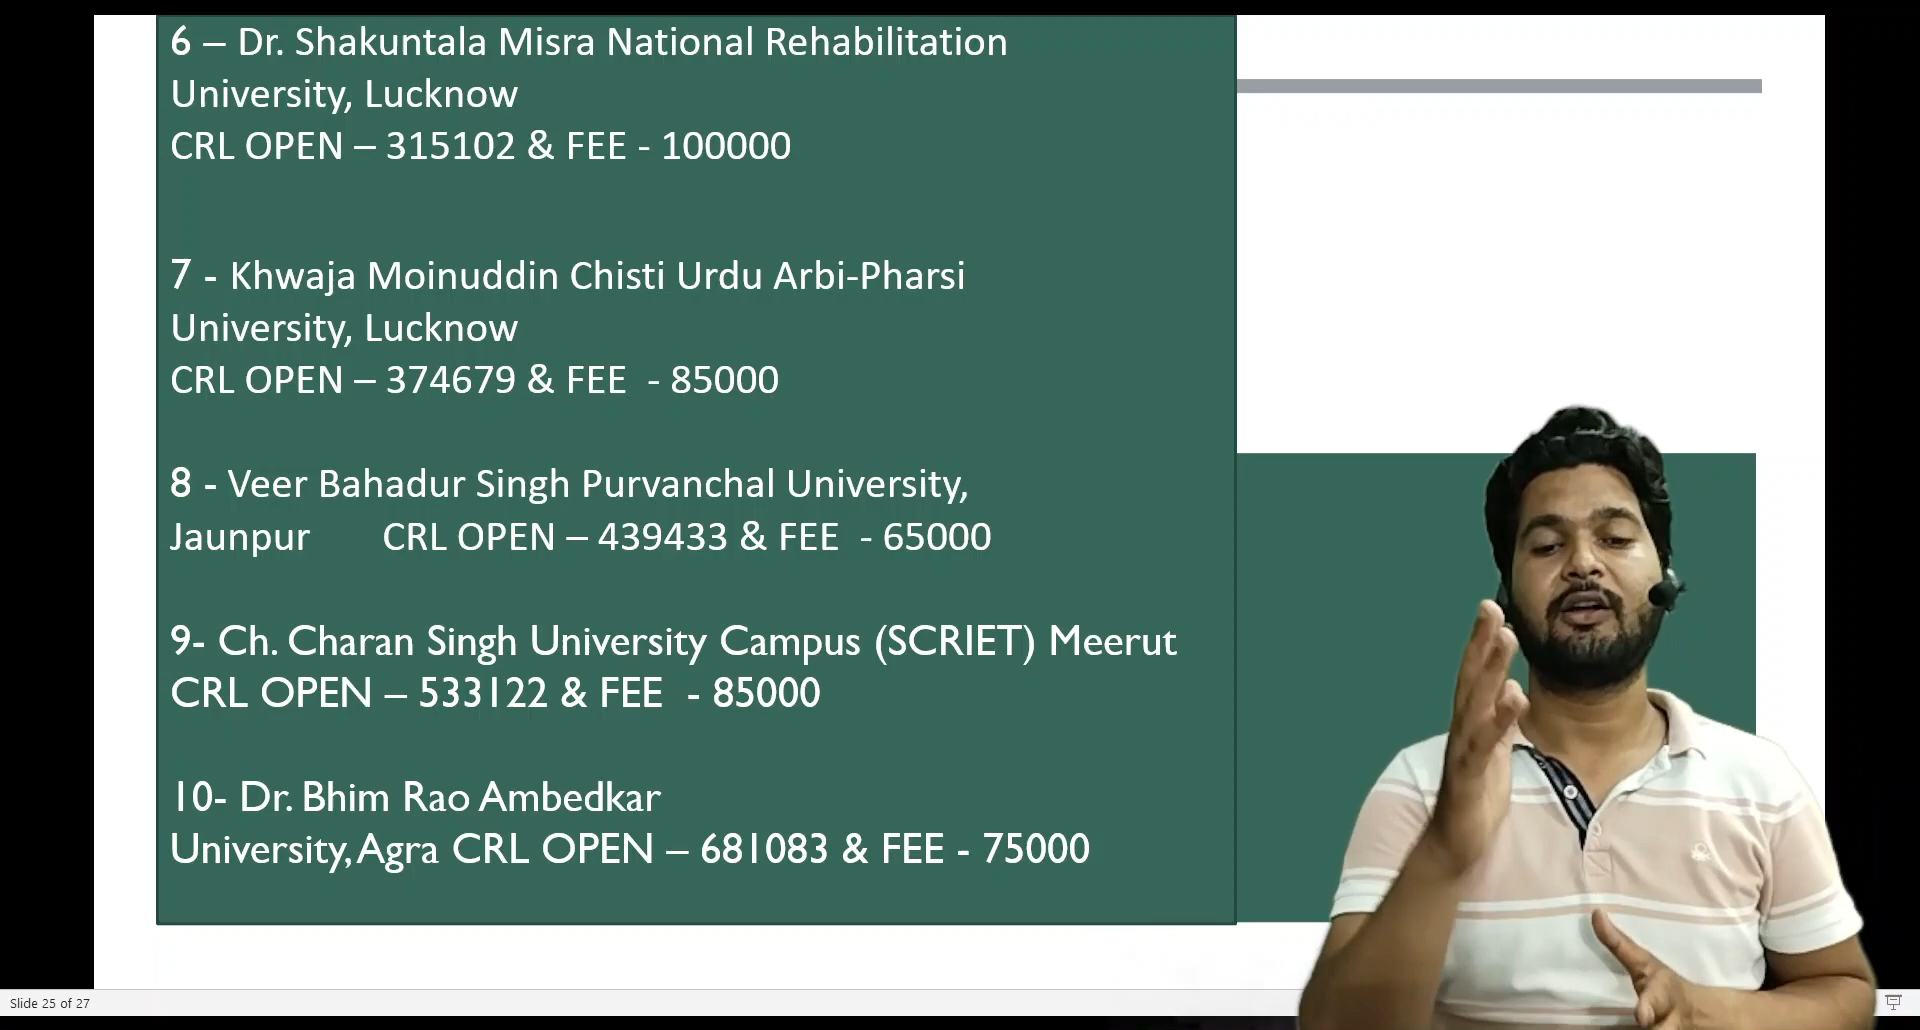 6 – Dr. Shakuntala Misra National Rehabilitation
University, Lucknow
CRL OPEN – 315102 & FEE - 100000
7 - Khwaja Moinuddin Chisti Urdu Arbi-Pharsi
University, Lucknow
CRL OPEN – 374679 & FEE - 85000
8 - Veer Bahadur Singh Purvanchal University,
Jaunpur CRL OPEN – 439433 & FEE - 65000
9- Ch. Charan Singh University Campus (SCRIET) Meerut
CRL OPEN – 533122 & FEE - 85000
10- Dr. Bhim Rao Ambedkar
University, Agra CRL OPEN – 681083 & FEE - 75000
Slide 25 of 27